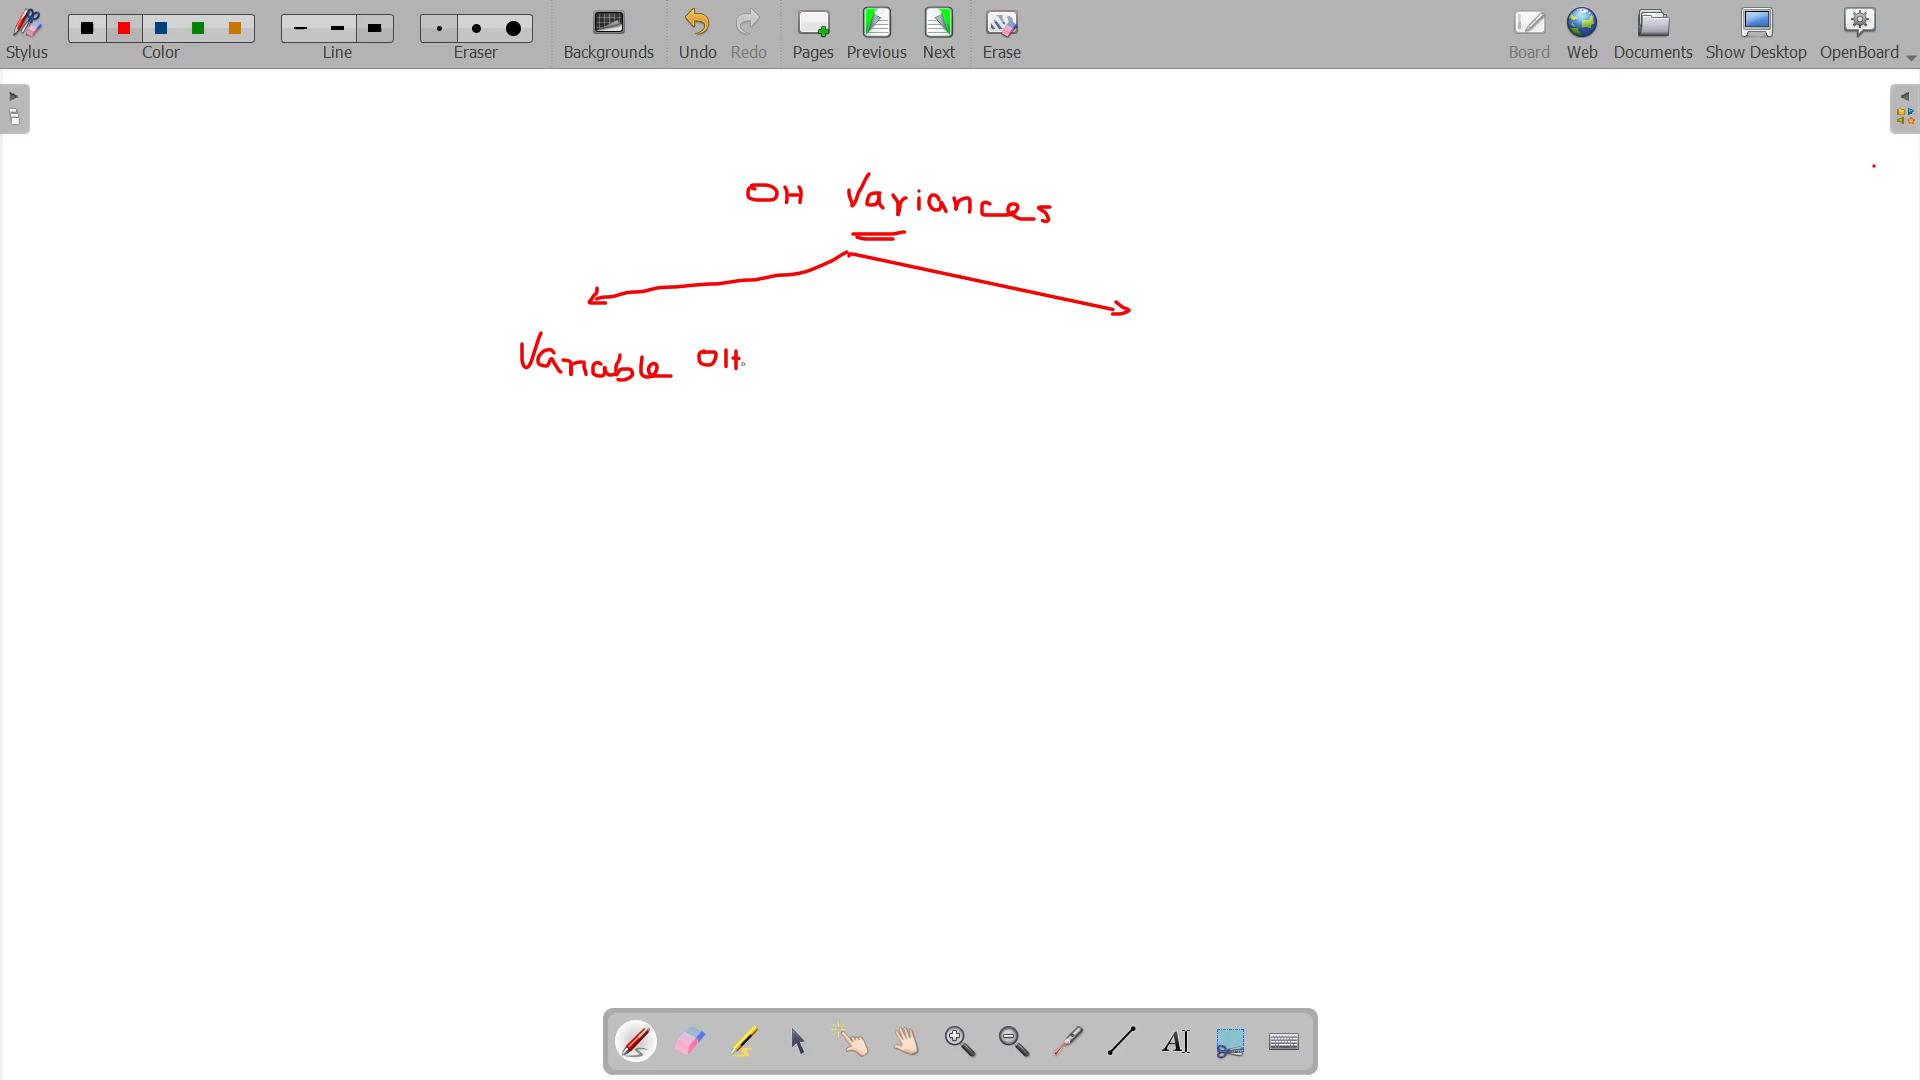 Stylus Color Line Eraser Backgrounds Undo Redo Pages Previous Next Erase Board Web Documents Show Desktop OpenBoard
OH Variances
Variable OH
AI